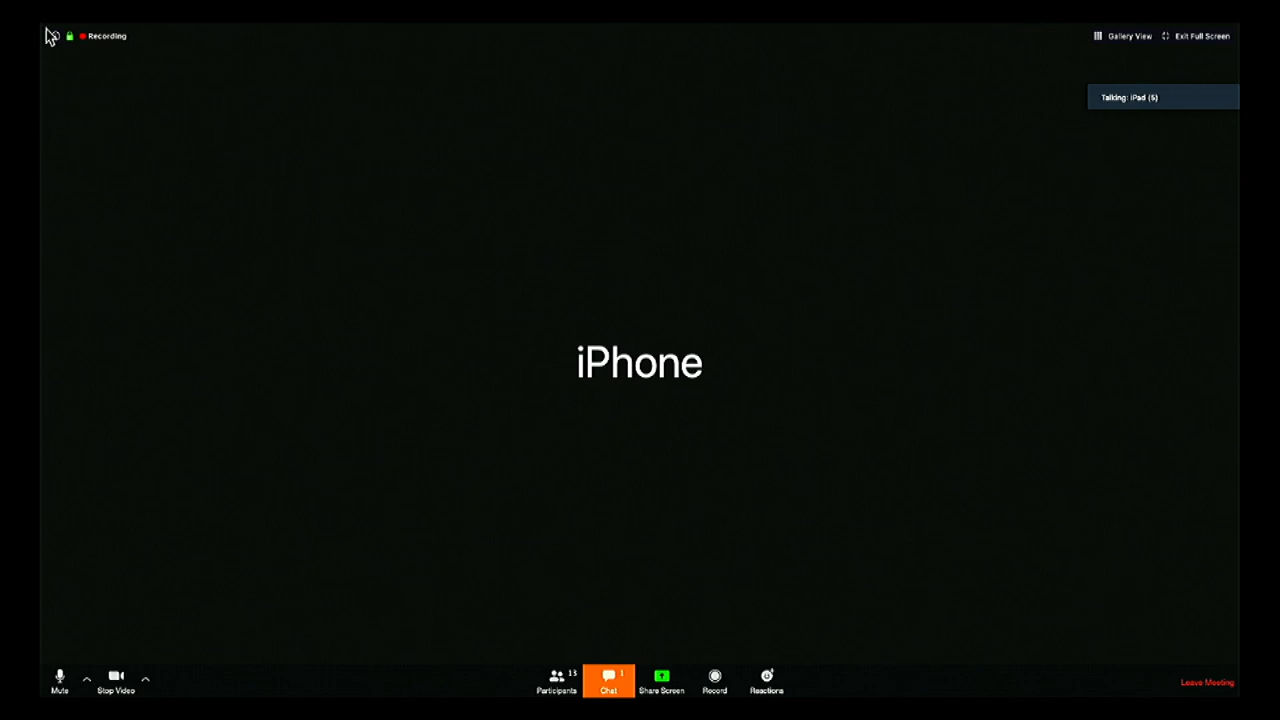 Recording
Gallery View Exit Full Screen
Talking: iPad (5)
iPhone
13 1
Mute Stop Video Participants Chat Share Screen Record Reactions Leave Meeting